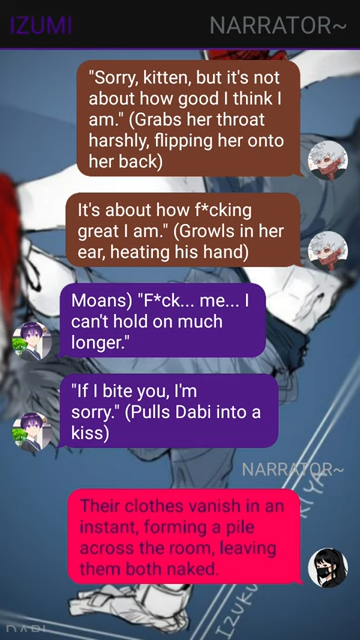 IZUMI
NARRATOR~
"Sorry, kitten, but it's not
about how good I think I
am." (Grabs her throat
harshly, flipping her onto
her back)
It's about how f*cking
great I am." (Growls in her
ear, heating his hand)
Moans) "F*ck... me... I
can't hold on much
longer."
"If I bite you, I'm
sorry." (Pulls Dabi into a
kiss)
NARRATOR~
Their clothes vanish in an
instant, forming a pile
across the room, leaving
them both naked.
IZUKU
DABI